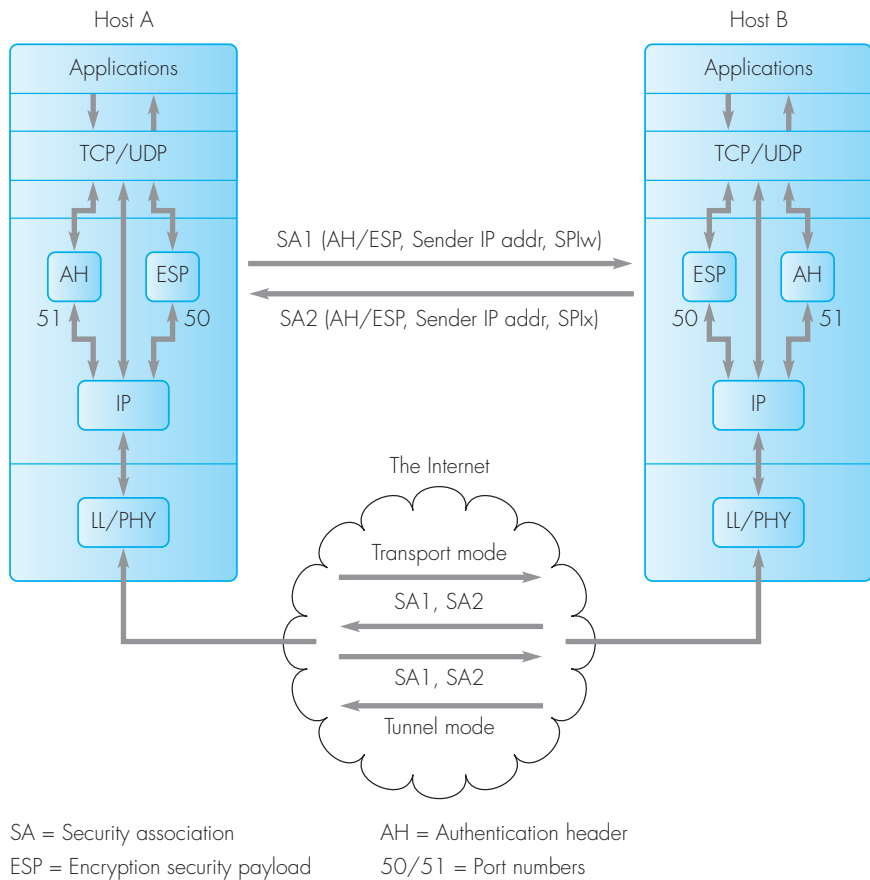 Host A
Host B
Applications
Applications
TCP/UDP
TCP/UDP
SA1 (AH/ESP, Sender IP addr, SPIw)
AH
ESP
ESP
AH
51
50
SA2 (AH/ESP, Sender IP addr, SPIx)
50
51
IP
IP
The Internet
LL/PHY
LL/PHY
Transport mode
SA1, SA2
SA1, SA2
Tunnel mode
SA = Security association
AH = Authentication header
ESP = Encryption security payload
50/51 = Port numbers